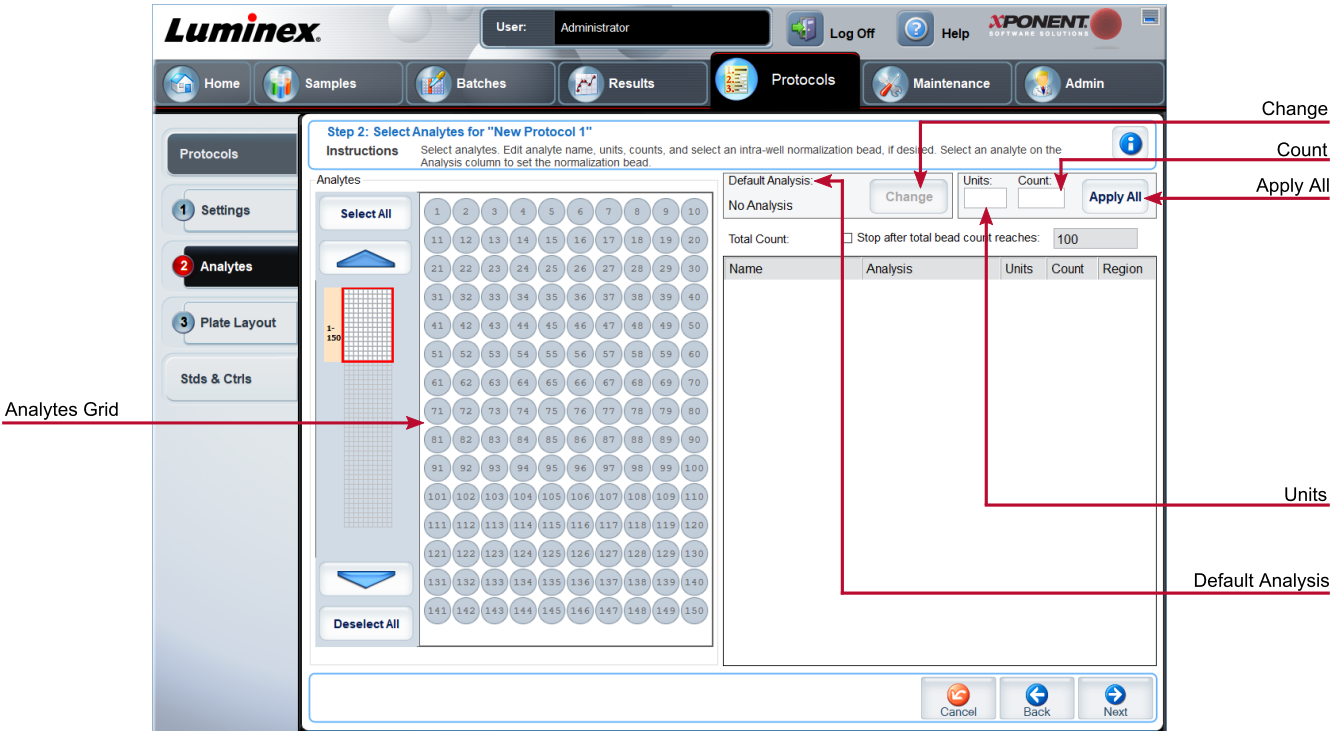 Luminex.
User: Administrator
Log Off
Help
XPONENT.
SOFTWARE SOLUTIONS
Home
Samples
Batches
Results
Protocols
Maintenance
Admin
Change
Count
Apply All
Units
Default Analysis
Analytes Grid
Protocols
1 Settings
2 Analytes
3 Plate Layout
Stds & Ctrls
Step 2: Select Analytes for "New Protocol 1"
Instructions
Select analytes. Edit analyte name, units, counts, and select an intra-well normalization bead, if desired. Select an analyte on the
Analysis column to set the normalization bead.
Analytes
Select All
1-
150
Deselect All
1 2 3 4 5 6 7 8 9 10
11 12 13 14 15 16 17 18 19 20
21 22 23 24 25 26 27 28 29 30
31 32 33 34 35 36 37 38 39 40
41 42 43 44 45 46 47 48 49 50
51 52 53 54 55 56 57 58 59 60
61 62 63 64 65 66 67 68 69 70
71 72 73 74 75 76 77 78 79 80
81 82 83 84 85 86 87 88 89 90
91 92 93 94 95 96 97 98 99 100
101 102 103 104 105 106 107 108 109 110
111 112 113 114 115 116 117 118 119 120
121 122 123 124 125 126 127 128 129 130
131 132 133 134 135 136 137 138 139 140
141 142 143 144 145 146 147 148 149 150
Default Analysis:
No Analysis
Change
Units:
Count:
Apply All
Total Count:
Stop after total bead count reaches: 100
Name Analysis Units Count Region
Cancel
Back
Next